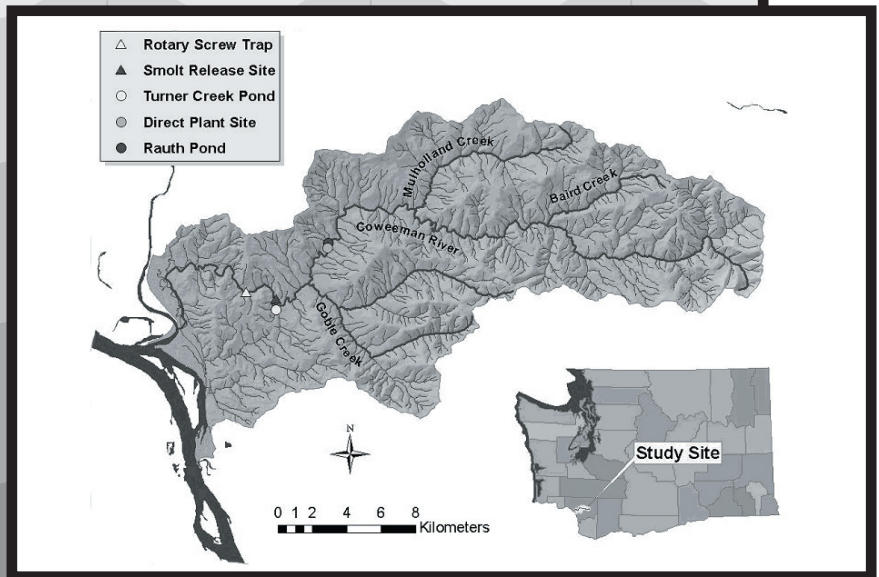 Rotary Screw Trap
Smolt Release Site
Turner Creek Pond
Direct Plant Site
Rauth Pond
Mulholland Creek
Baird Creek
Coweeman River
Goble Creek
N
Study Site
0 1 2 4 6 8
Kilometers